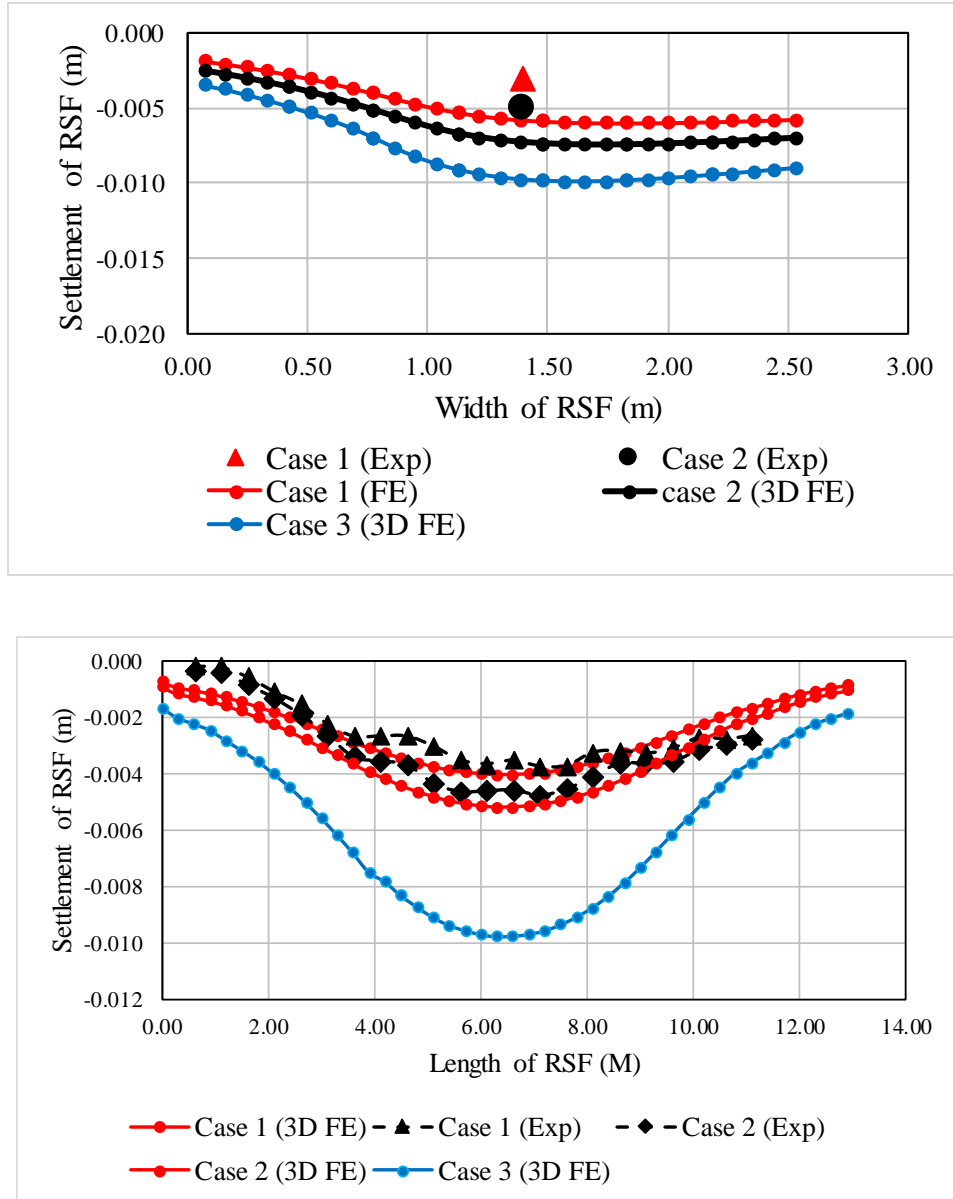 0.000
-0.005
-0.010
-0.015
-0.020
Settlement of RSF (m)
0.00 0.50 1.00 1.50 2.00 2.50 3.00
Width of RSF (m)
Case 1 (Exp) Case 2 (Exp)
Case 1 (FE) case 2 (3D FE)
Case 3 (3D FE)
0.000
-0.002
-0.004
-0.006
-0.008
-0.010
-0.012
Settlement of RSF (m)
0.00 2.00 4.00 6.00 8.00 10.00 12.00 14.00
Length of RSF (M)
Case 1 (3D FE) Case 1 (Exp) Case 2 (Exp)
Case 2 (3D FE) Case 3 (3D FE)